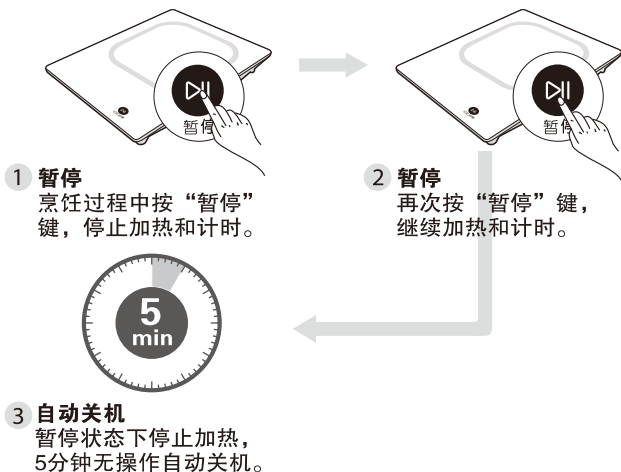 暂停
暂停
1 暂停
烹饪过程中按“暂停”
键，停止加热和计时。
2 暂停
再次按“暂停”键，
继续加热和计时。
5
min
3 自动关机
暂停状态下停止加热，
5分钟无操作自动关机。